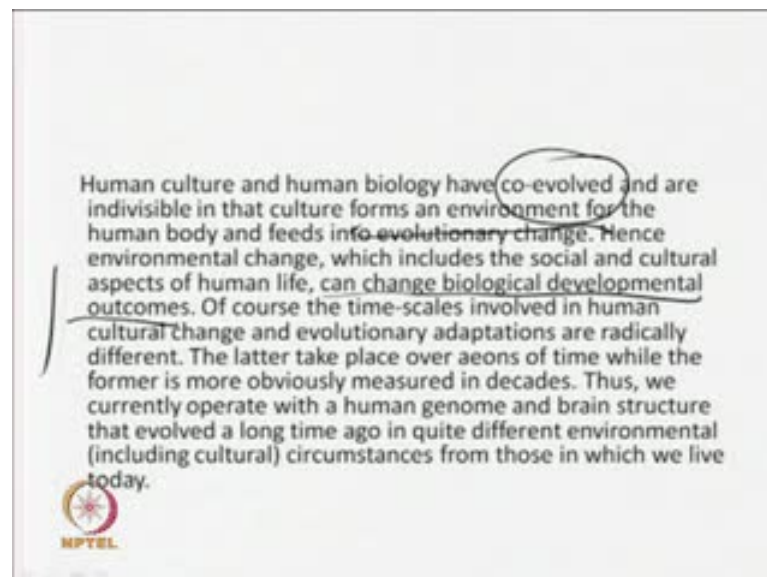 Human culture and human biology have co-evolved and are
indivisible in that culture forms an environment for the
human body and feeds into evolutionary change. Hence
environmental change, which includes the social and cultural
aspects of human life, can change biological developmental
outcomes. Of course the time-scales involved in human
cultural change and evolutionary adaptations are radically
different. The latter take place over aeons of time while the
former is more obviously measured in decades. Thus, we
currently operate with a human genome and brain structure
that evolved a long time ago in quite different environmental
(including cultural) circumstances from those in which we live
today.
NPTEL